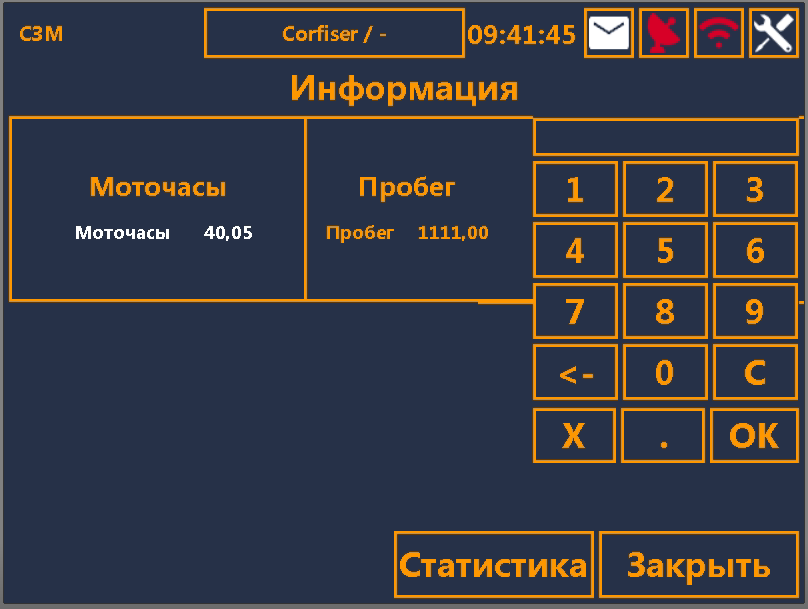 СЗМ Corfiser / - 09:41:45
Информация
Моточасы Пробег
Моточасы 40,05 Пробег 1111,00
1 2 3
4 5 6
7 8 9
<- 0 C
X . OK
Статистика Закрыть